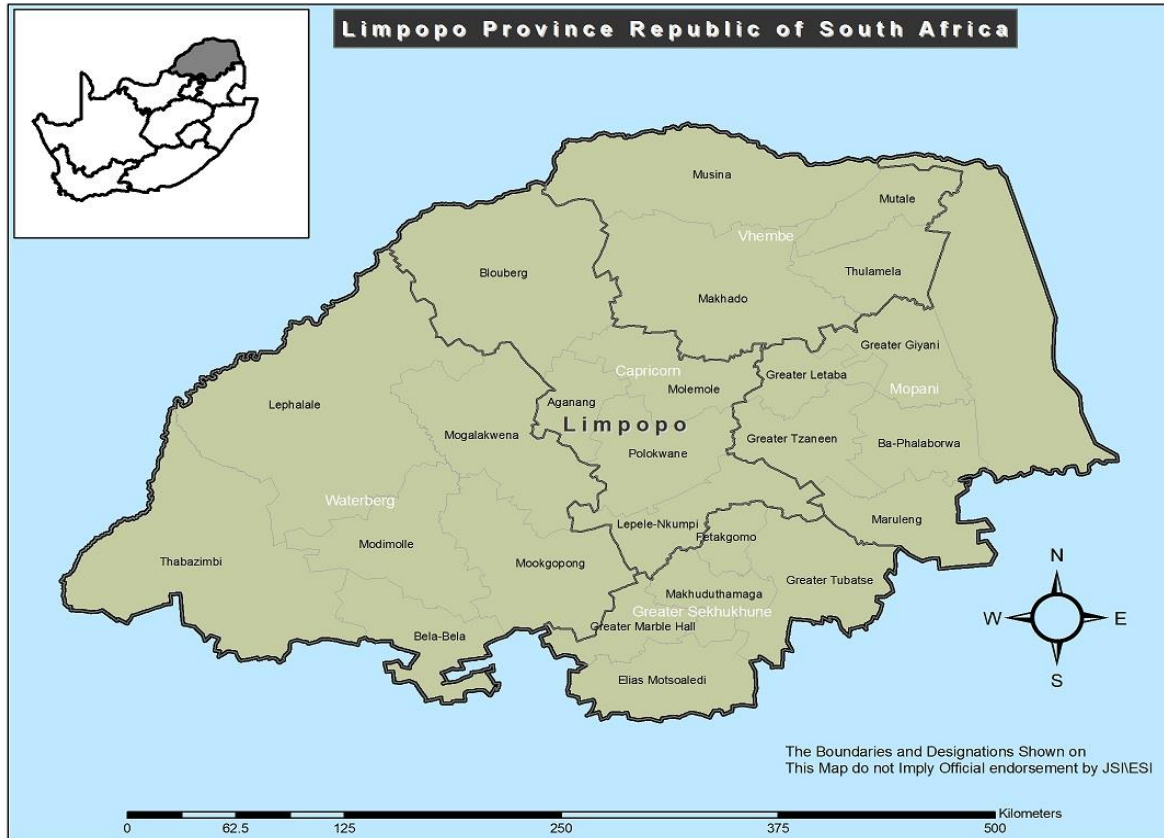 Limpopo Province Republic of South Africa
Musina
Mutale
Vhembe
Thulamela
Blouberg
Makhado
Greater Giyani
Capricorn
Greater Letaba
Molemole
Mopani
Lephalale
Aganang
Limpopo
Mogalakwena
Greater Tzaneen
Ba-Phalaborwa
Polokwane
Waterberg
Lepele-Nkumpi
Maruleng
Fetakgomo
Modimolle
Thabazimbi
Mookgopong
Greater Tubatse
Makhuduthamaga
Greater Sekhukhune
Greater Marble Hall
Bela-Bela
Elias Motsoaledi
N
W
E
S
The Boundaries and Designations Shown on
This Map do not Imply Official endorsement by JSI\ESI
Kilometers
0 62.5 125 250 375 500